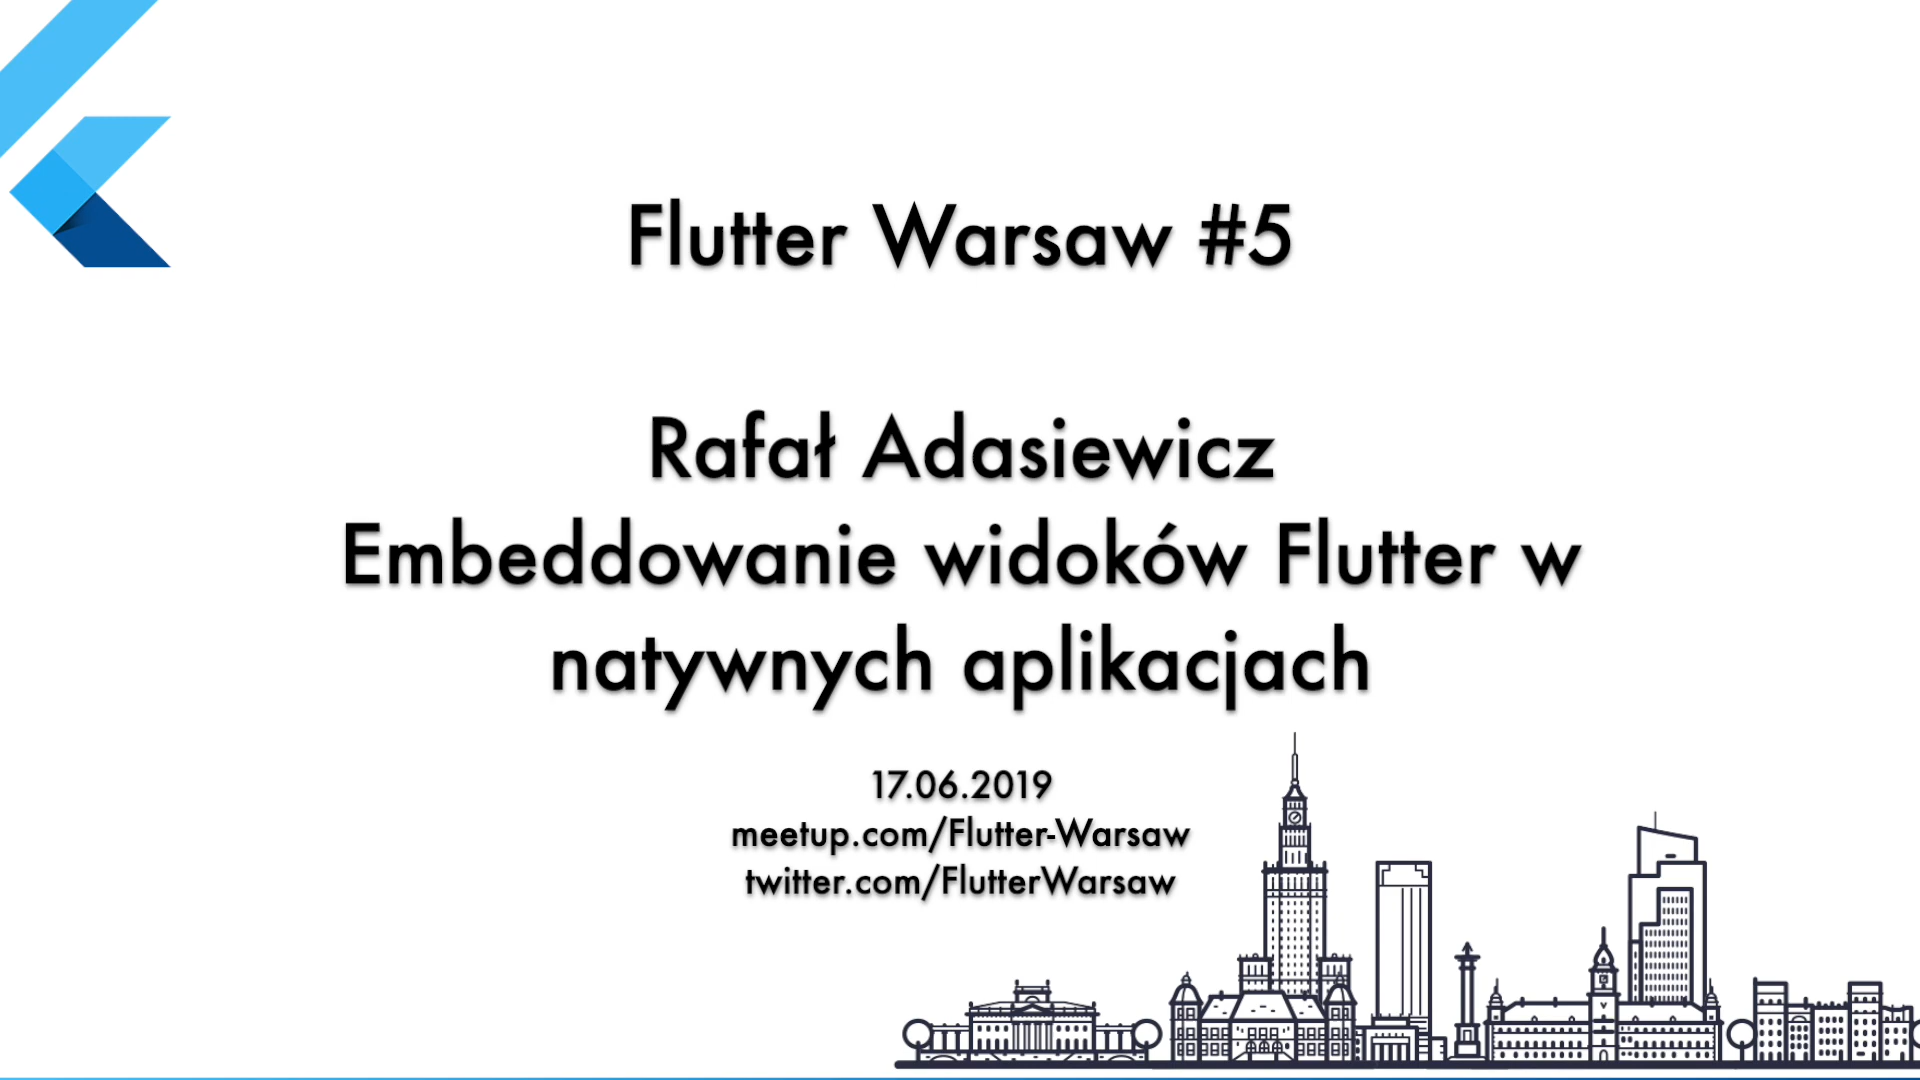 Flutter Warsaw #5
Rafał Adasiewicz
Embeddowanie widoków Flutter w
natywnych aplikacjach
17.06.2019
meetup.com/Flutter-Warsaw
twitter.com/FlutterWarsaw